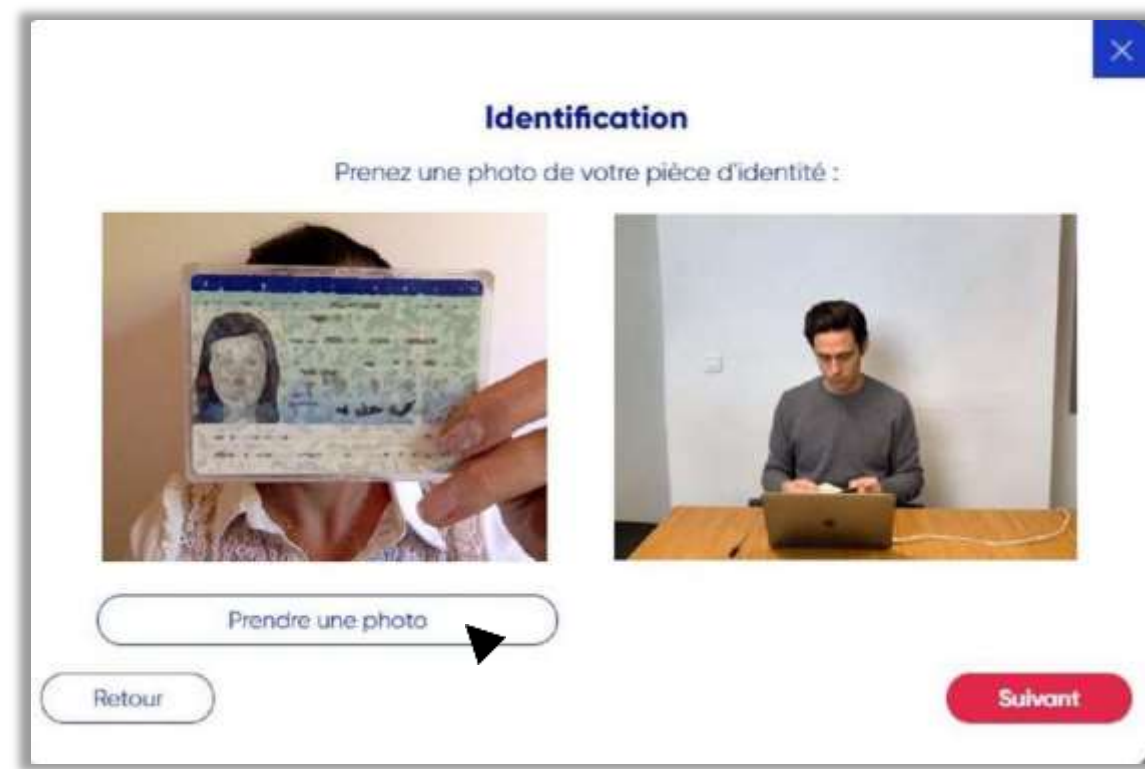 Identification
Prenez une photo de votre pièce d'identité :
Prendre une photo
Retour
Suivant